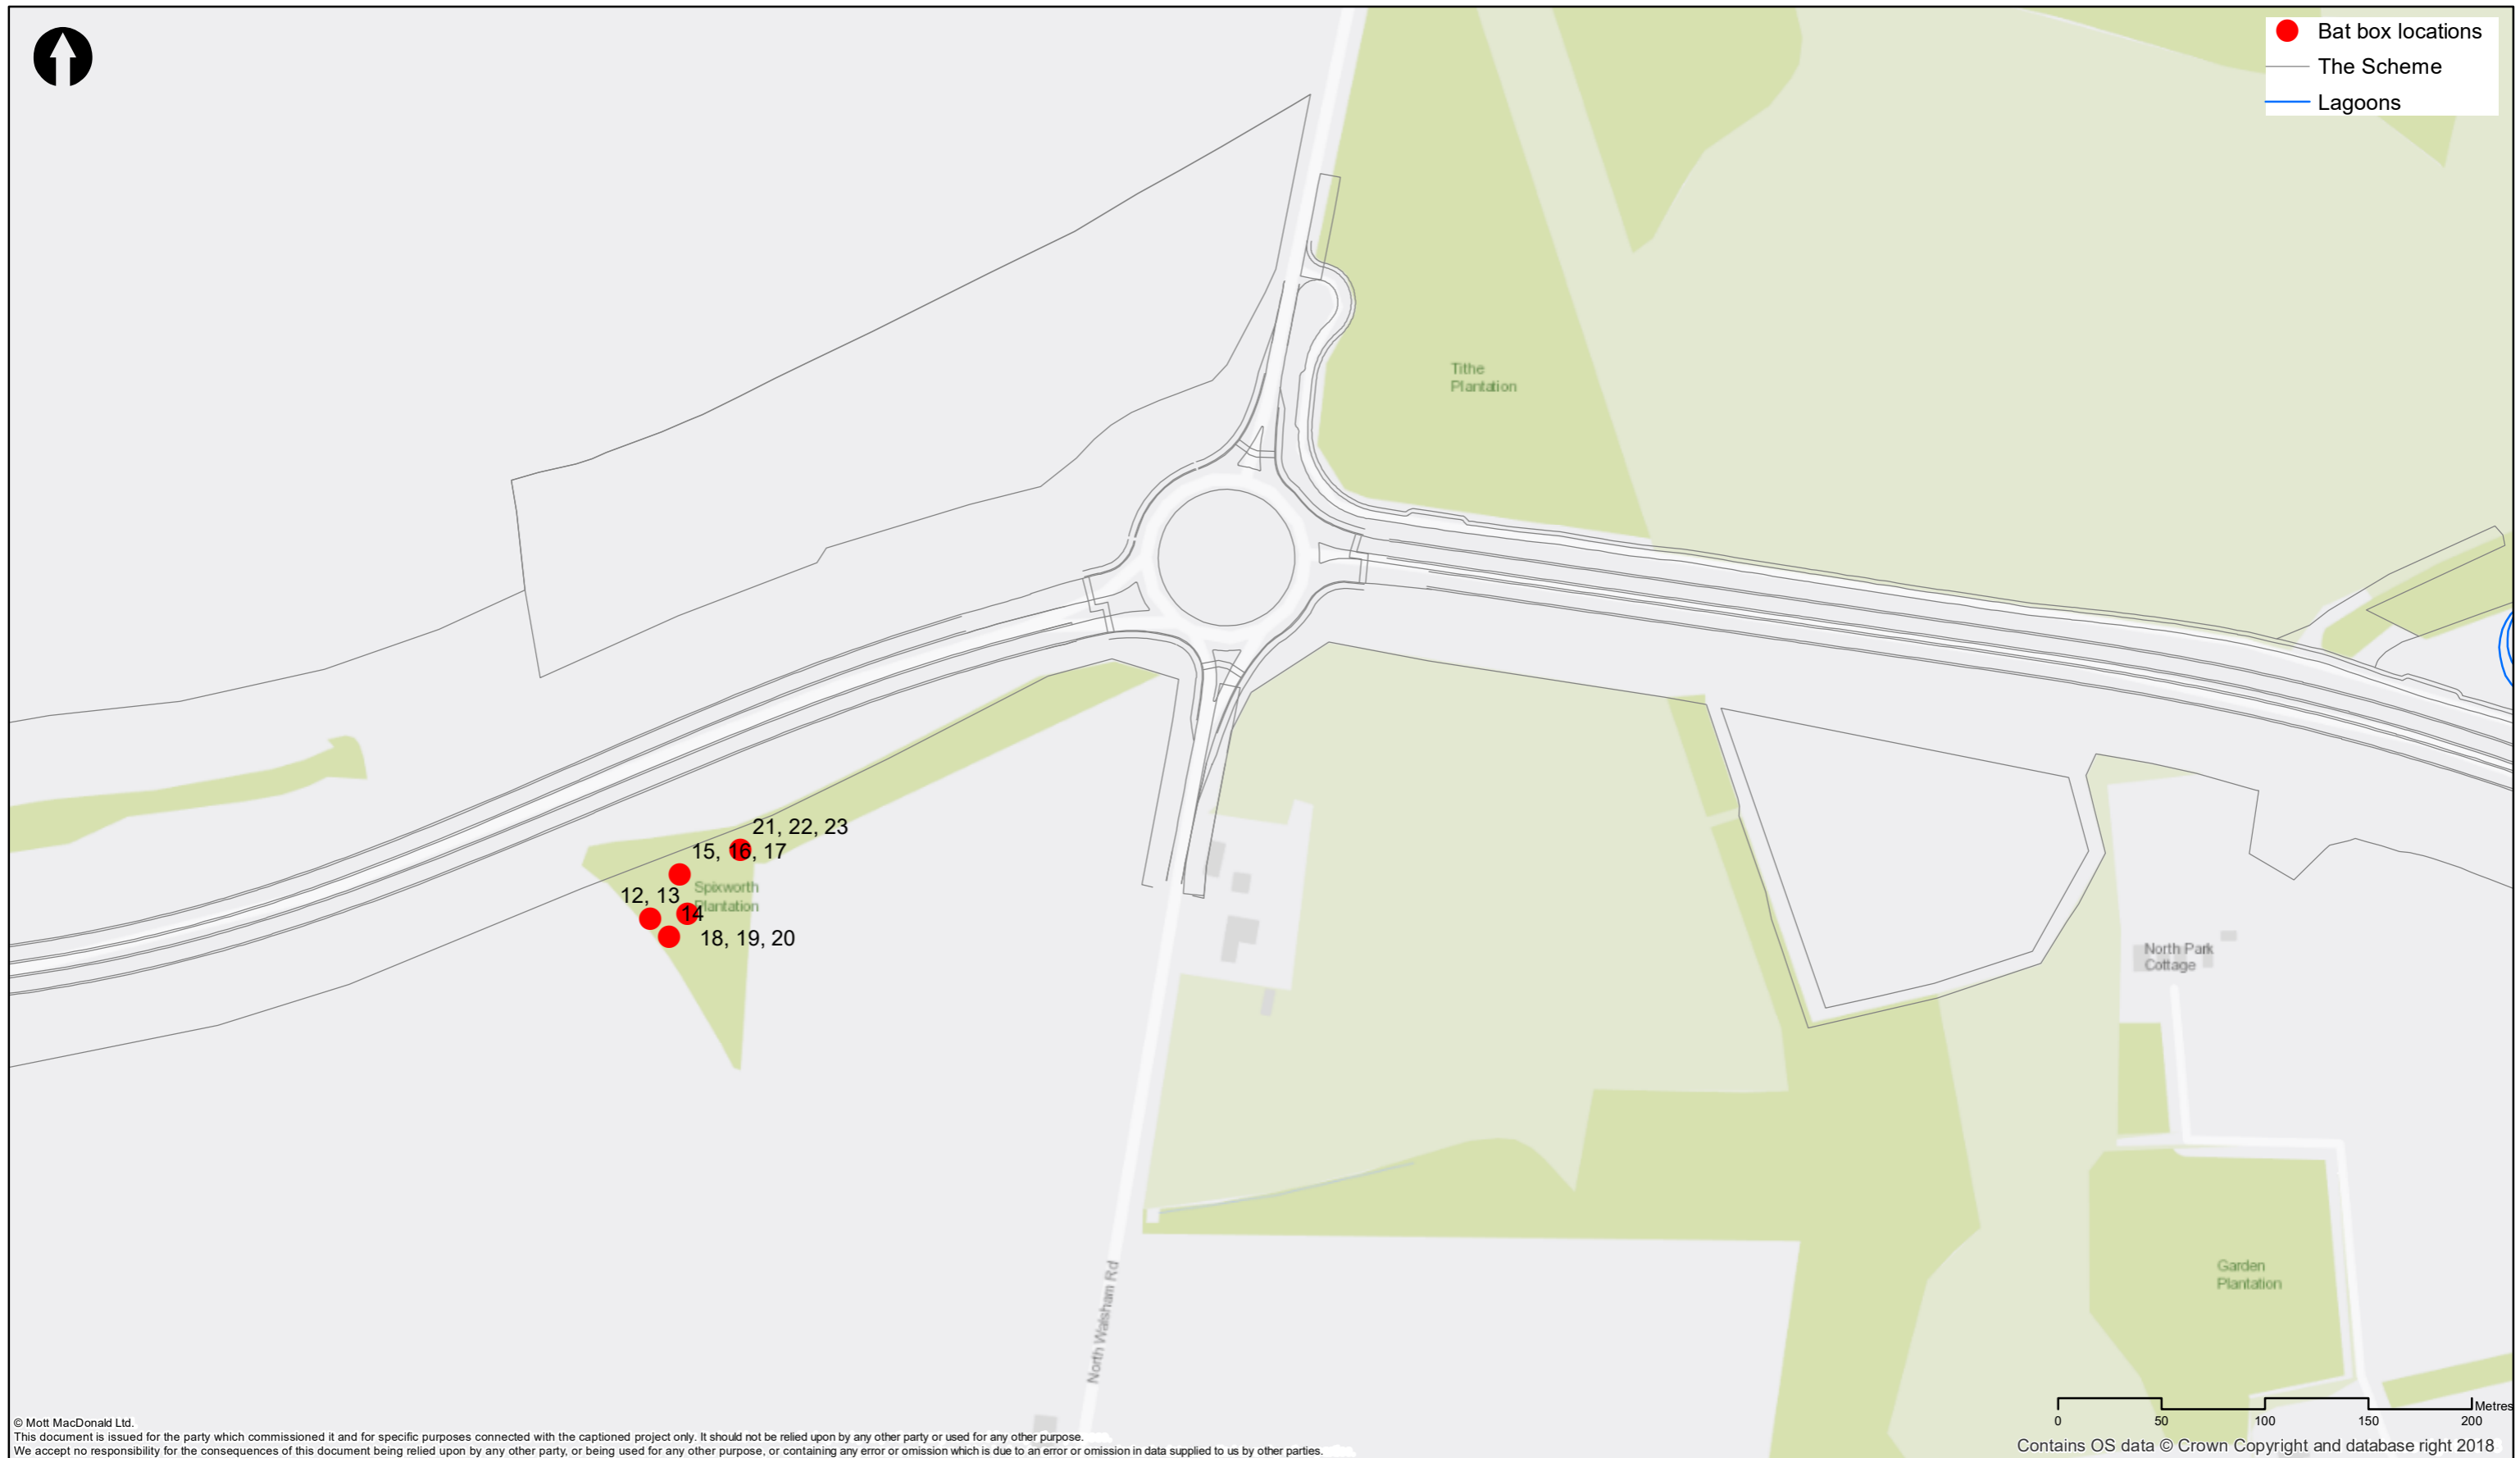 Bat box locations
The Scheme
Lagoons
Tithe
Plantation
21, 22, 23
15, 16, 17
Spixworth
Plantation
12, 13
14
18, 19, 20
North Park
Cottage
Garden
Plantation
North Walsham Rd
Metres
0 50 100 150 200
© Mott MacDonald Ltd.
This document is issued for the party which commissioned it and for specific purposes connected with the captioned project only. It should not be relied upon by any other party or used for any other purpose.
We accept no responsibility for the consequences of this document being relied upon by any other party, or being used for any other purpose, or containing any error or omission which is due to an error or omission in data supplied to us by other parties.
Contains OS data © Crown Copyright and database right 2018